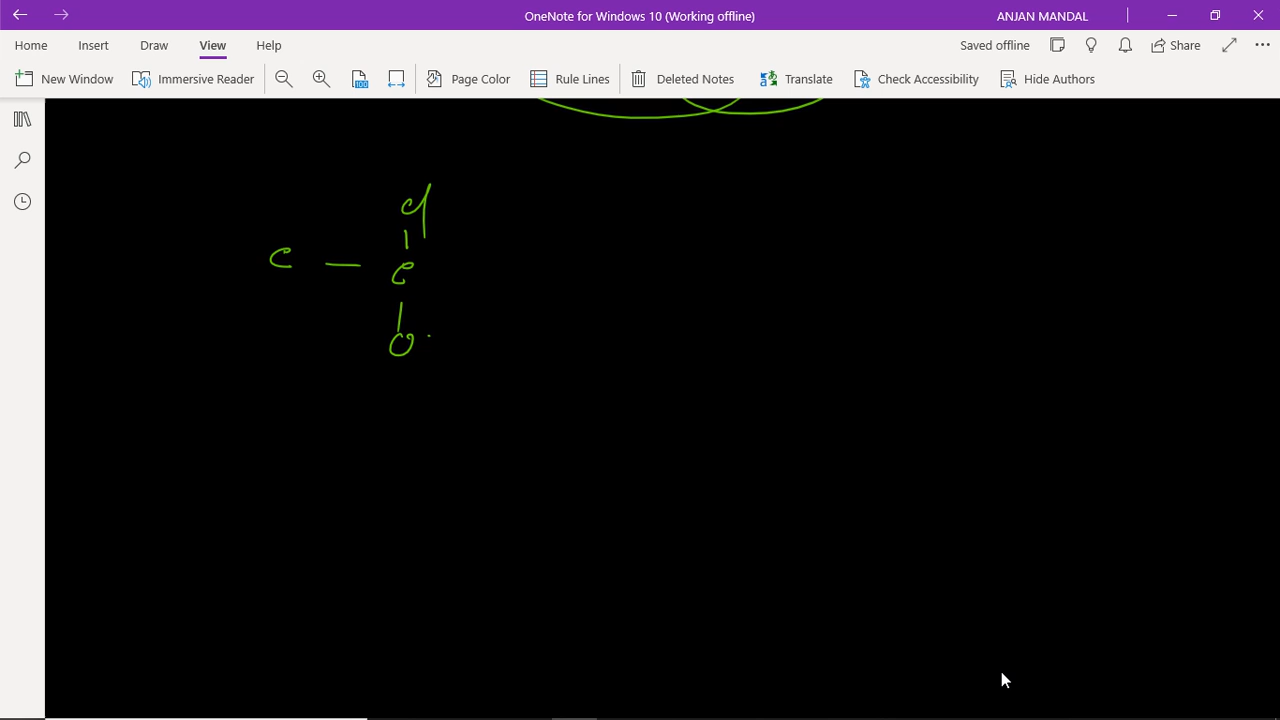 OneNote for Windows 10 (Working offline)
ANJAN MANDAL
Home Insert Draw View Help
Saved offline
Share
New Window Immersive Reader 100 Page Color Rule Lines Deleted Notes Translate Check Accessibility Hide Authors
Cl
C — C
O